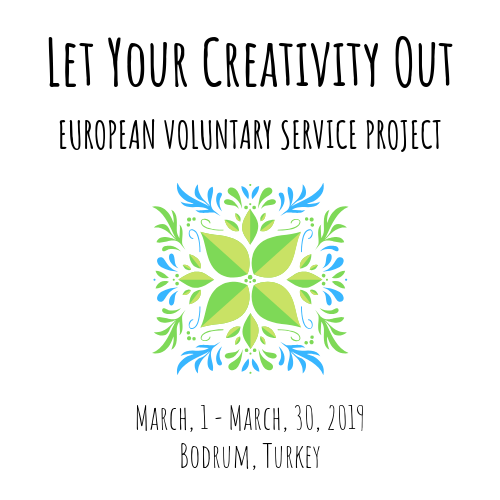 Let Your Creativity Out
European Voluntary Service Project
March, 1 - March, 30, 2019
Bodrum, Turkey